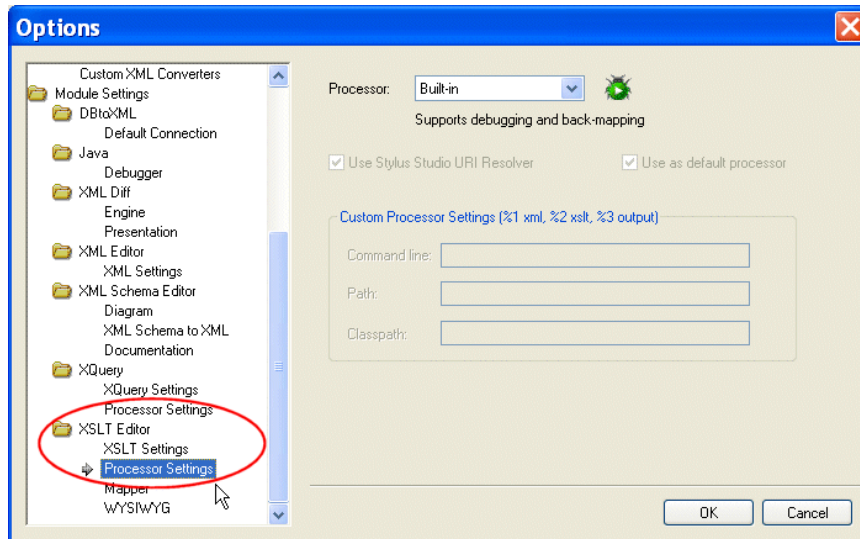 Options
Custom XML Converters
Module Settings
DBtoXML
Default Connection
Java
Debugger
XML Diff
Engine
Presentation
XML Editor
XML Settings
XML Schema Editor
Diagram
XML Schema to XML
Documentation
XQuery
XQuery Settings
Processor Settings
XSLT Editor
XSLT Settings
Processor Settings
Mapper
WYSIWYG
Processor: Built-in
Supports debugging and back-mapping
Use Stylus Studio URI Resolver Use as default processor
Custom Processor Settings (%1 xml, %2 xslt, %3 output)
Command line:
Path:
Classpath:
OK Cancel